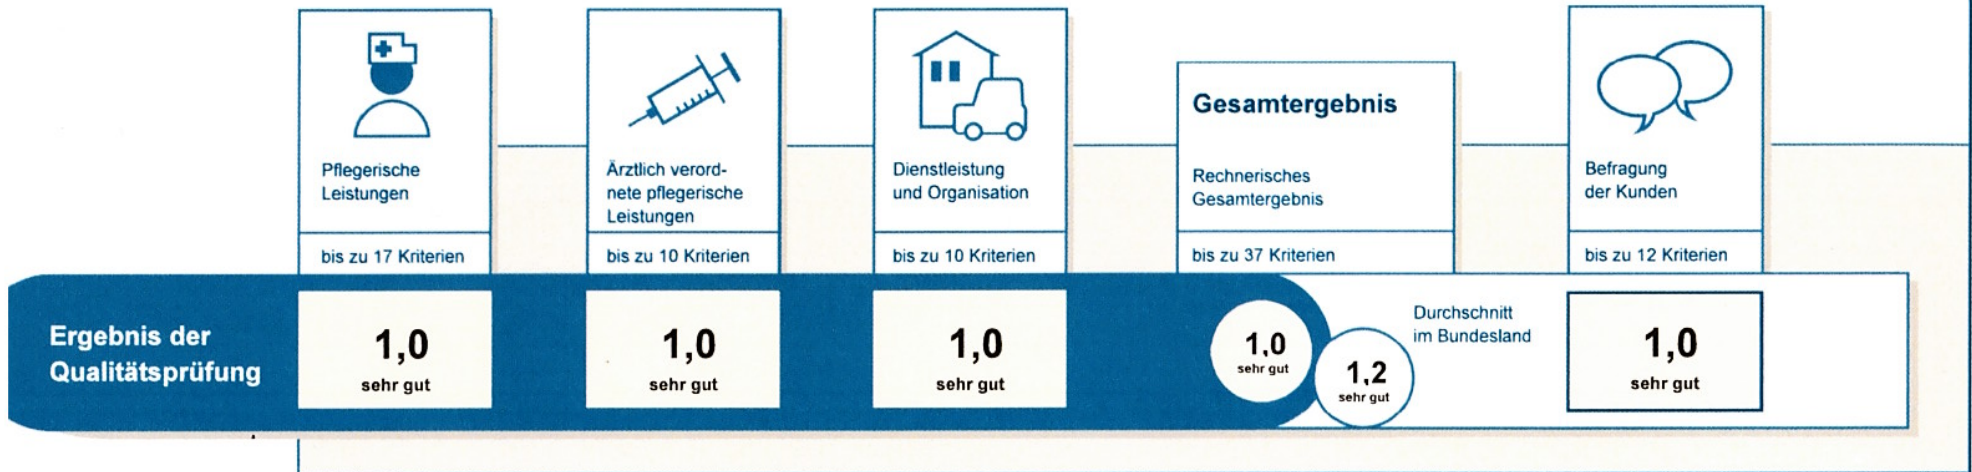 Pflegerische
Leistungen
bis zu 17 Kriterien
Ärztlich verord-
nete pflegerische
Leistungen
bis zu 10 Kriterien
Dienstleistung
und Organisation
bis zu 10 Kriterien
Gesamtergebnis
Rechnerisches
Gesamtergebnis
bis zu 37 Kriterien
Befragung
der Kunden
bis zu 12 Kriterien
Ergebnis der
Qualitätsprüfung
1,0
sehr gut
1,0
sehr gut
1,0
sehr gut
1,0
sehr gut
1,2
sehr gut
Durchschnitt
im Bundesland
1,0
sehr gut